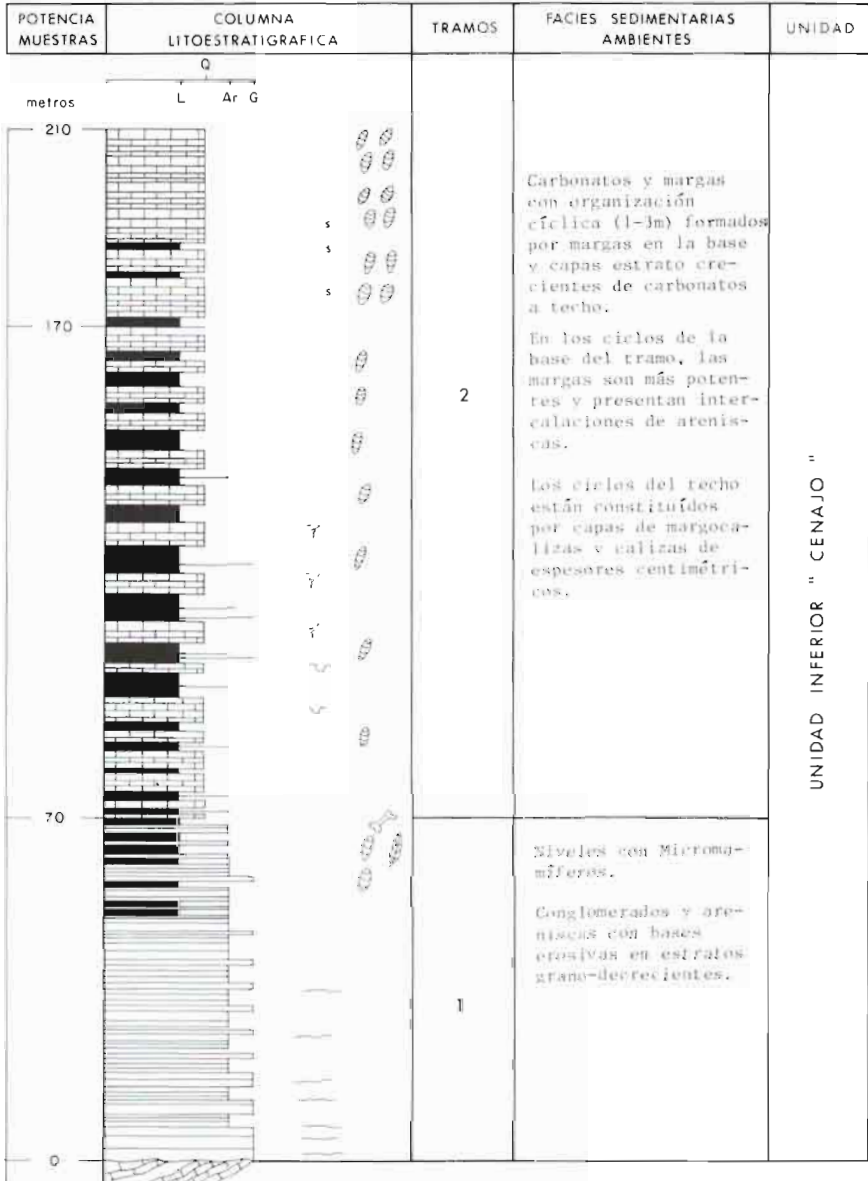 POTENCIA
MUESTRAS
COLUMNA
LITOESTRATIGRAFICA
TRAMOS
FACIES SEDIMENTARIAS
AMBIENTES
UNIDAD
Q
metros
L Ar G
210
s
s
s
170
70
0
2
1
Carbonatos y margas
con organización
cíclica (1-3m) formados
por margas en la base
y capas estrato cre-
cientes de carbonatos
a techo.
En los ciclos de la
base del tramo, las
margas son más poten-
tes y presentan inter-
calaciones de arenis-
cas.
Los ciclos del techo
están constituídos
por capas de margoca-
lizas y calizas de
espesores centimétri-
cos.
Niveles con Microma-
míferos.
Conglomerados y are-
niscas con bases
erosivas en estratos
grano-decrecientes.
UNIDAD INFERIOR " CENAJO "